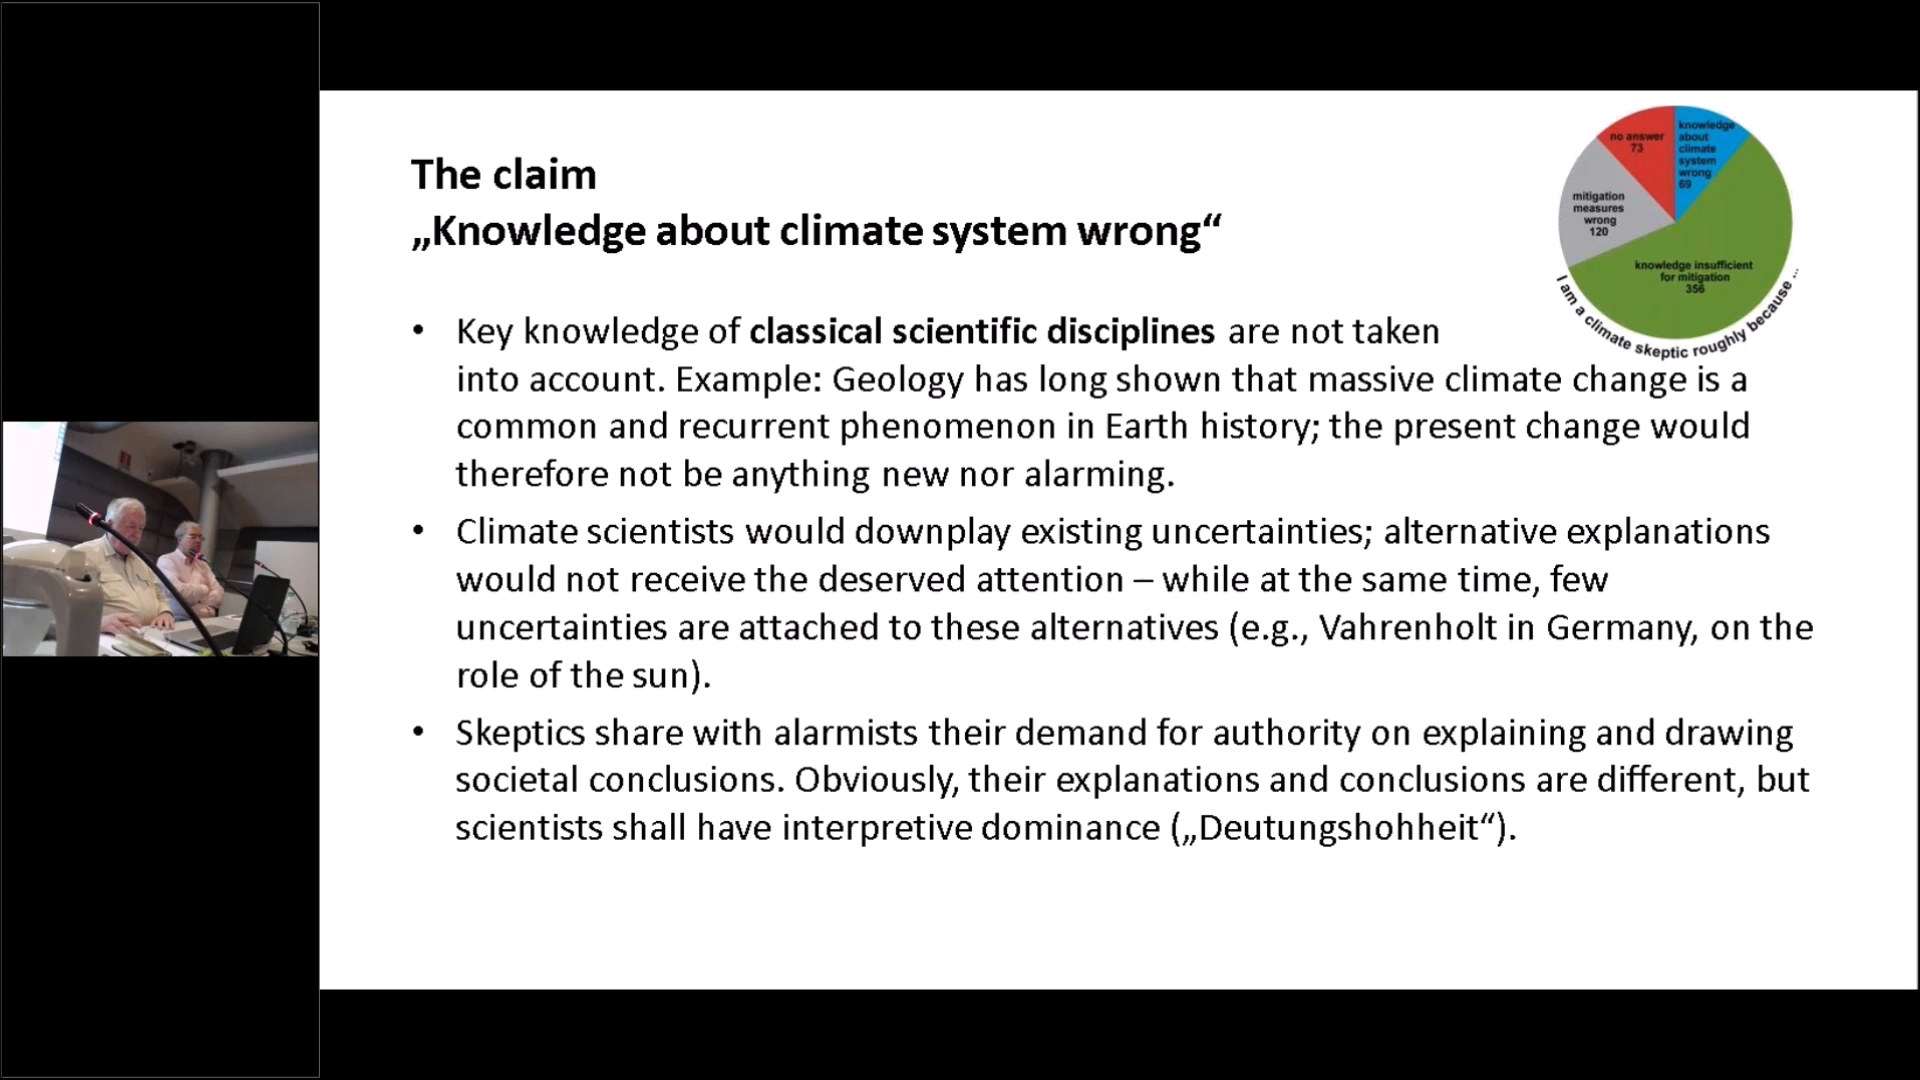 The claim
„Knowledge about climate system wrong“
• Key knowledge of classical scientific disciplines are not taken
into account. Example: Geology has long shown that massive climate change is a
common and recurrent phenomenon in Earth history; the present change would
therefore not be anything new nor alarming.
• Climate scientists would downplay existing uncertainties; alternative explanations
would not receive the deserved attention – while at the same time, few
uncertainties are attached to these alternatives (e.g., Vahrenholt in Germany, on the
role of the sun).
• Skeptics share with alarmists their demand for authority on explaining and drawing
societal conclusions. Obviously, their explanations and conclusions are different, but
scientists shall have interpretive dominance („Deutungshohheit“).
no answer
73
knowledge
about
climate
system
wrong
69
mitigation
measures
wrong
120
knowledge insufficient
for mitigation
356
I am a climate skeptic roughly because ...